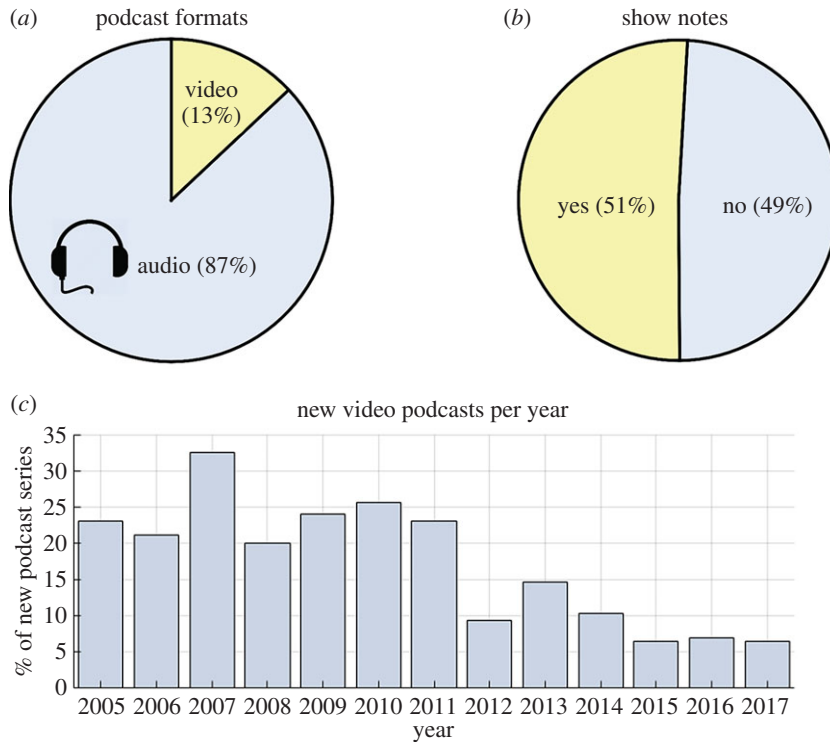 (a) podcast formats
video
(13%)
audio (87%)
(b) show notes
yes (51%)
no (49%)
(c) new video podcasts per year
% of new podcast series
35
30
25
20
15
10
5
0
2005 2006 2007 2008 2009 2010 2011 2012 2013 2014 2015 2016 2017
year